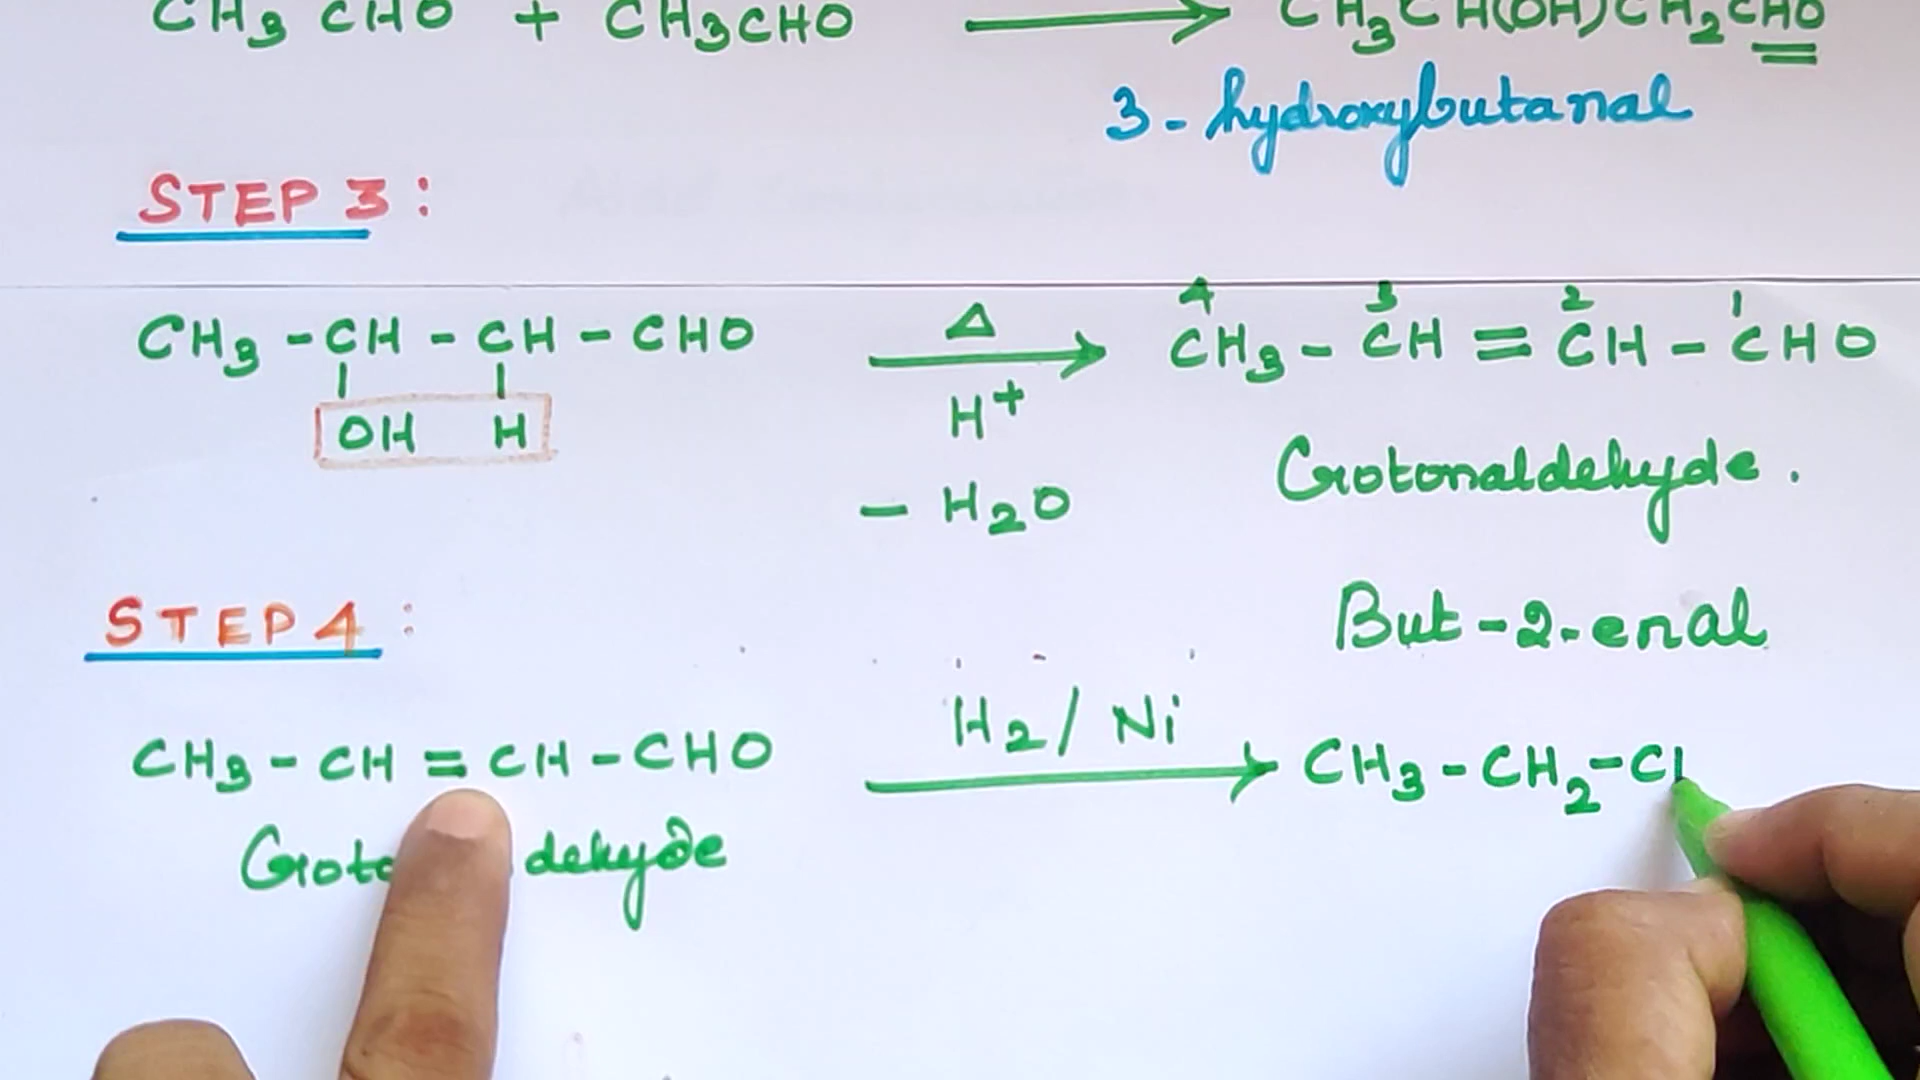 CH3 CHO + CH3CHO ⟶ CH3CH(OH)CH2CHO
3-hydroxybutanal
STEP 3:
4 3 2 1
CH3 - CH - CH - CHO Δ ⟶ CH3 - CH = CH - CHO
OH H H+
- H2O Crotonaldehyde.
But-2-enal
STEP 4:
H2/ Ni
CH3 - CH = CH - CHO ⟶ CH3 - CH2 -
dehyde